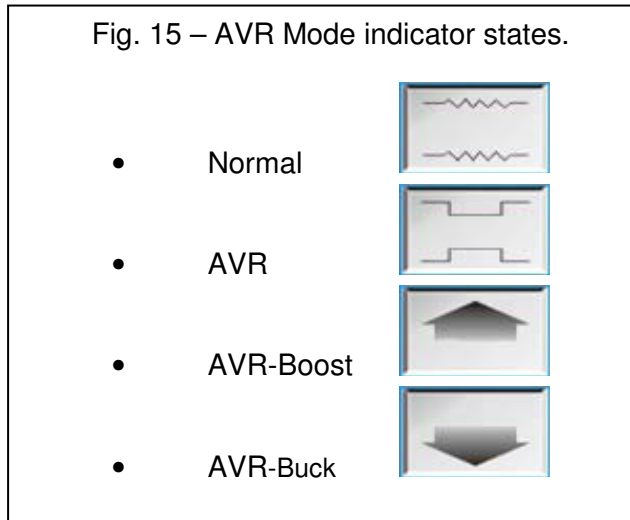 Fig. 15 – AVR Mode indicator states.
• Normal
• AVR
• AVR-Boost
• AVR-Buck